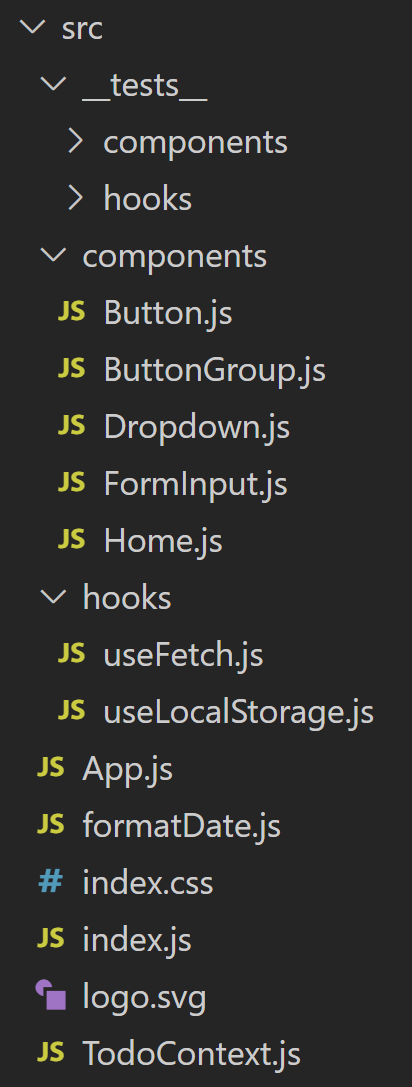 src
__tests__
components
hooks
components
JS Button.js
JS ButtonGroup.js
JS Dropdown.js
JS FormInput.js
JS Home.js
hooks
JS useFetch.js
JS useLocalStorage.js
JS App.js
JS formatDate.js
# index.css
JS index.js
logo.svg
JS TodoContext.js